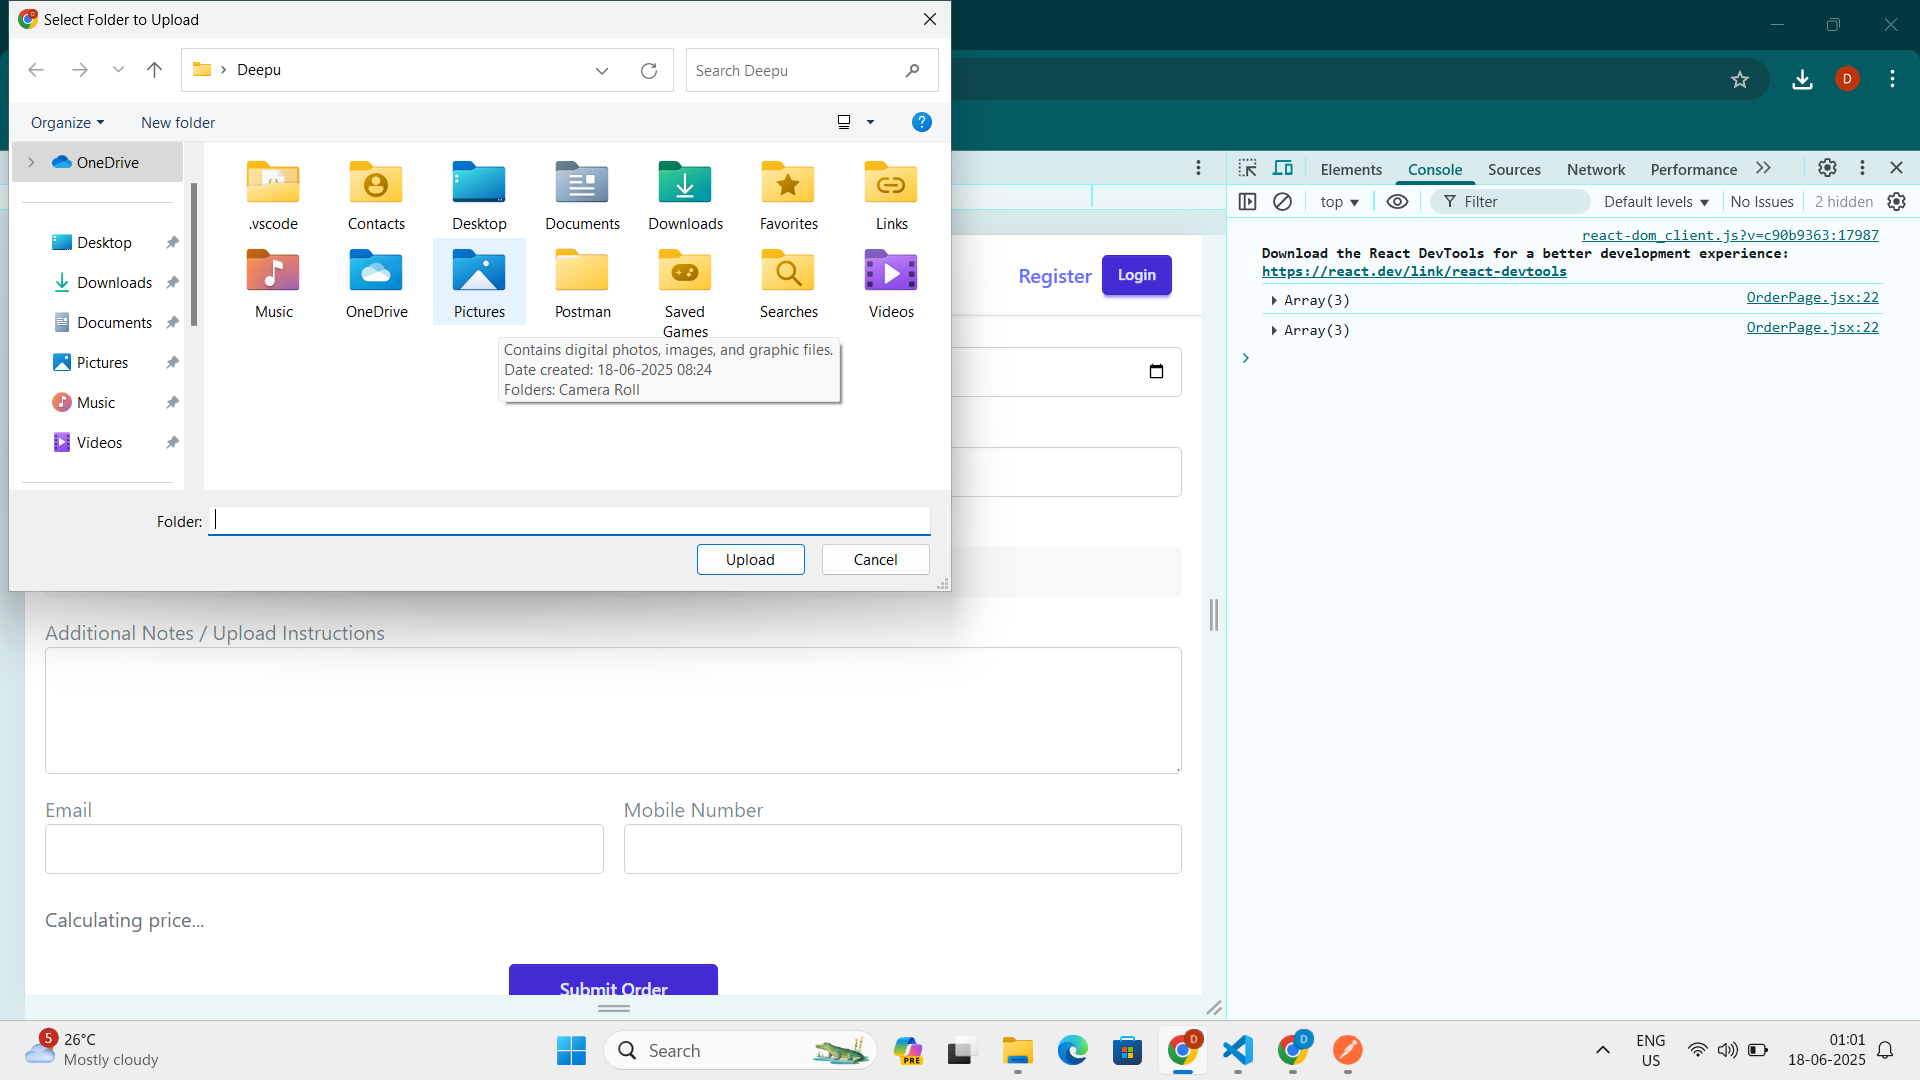 Select Folder to Upload
Deepu
Search Deepu
D
Organize
New folder
?
OneDrive
Desktop
Downloads
Documents
Pictures
Music
Videos
.vscode
Contacts
Desktop
Documents
Downloads
Favorites
Links
Music
OneDrive
Pictures
Postman
Saved Games
Searches
Videos
Contains digital photos, images, and graphic files.
Date created: 18-06-2025 08:24
Folders: Camera Roll
Folder:
Upload
Cancel
Elements
Console
Sources
Network
Performance
top
Filter
Default levels
No Issues
2 hidden
react-dom_client.js?v=c90b9363:17987
Download the React DevTools for a better development experience:
https://react.dev/link/react-devtools
Array(3)
OrderPage.jsx:22
Array(3)
OrderPage.jsx:22
Register
Login
Additional Notes / Upload Instructions
Email
Mobile Number
Calculating price...
Submit Order
5
26°C
Mostly cloudy
Search
PRE
D
D
ENG
US
01:01
18-06-2025